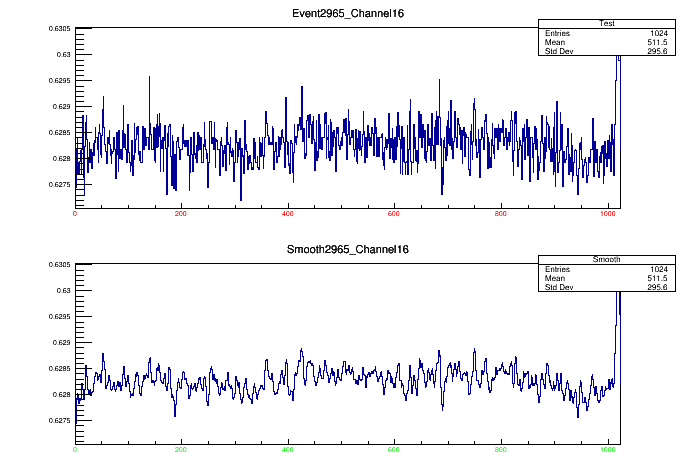 Event2965_Channel16
Test
Entries 1024
Mean 511.5
Std Dev 295.6
0.6305
0.63
0.6295
0.629
0.6285
0.628
0.6275
0 200 400 600 800 1000
Smooth2965_Channel16
Smooth
Entries 1024
Mean 511.5
Std Dev 295.6
0.6305
0.63
0.6295
0.629
0.6285
0.628
0.6275
0 200 400 600 800 1000